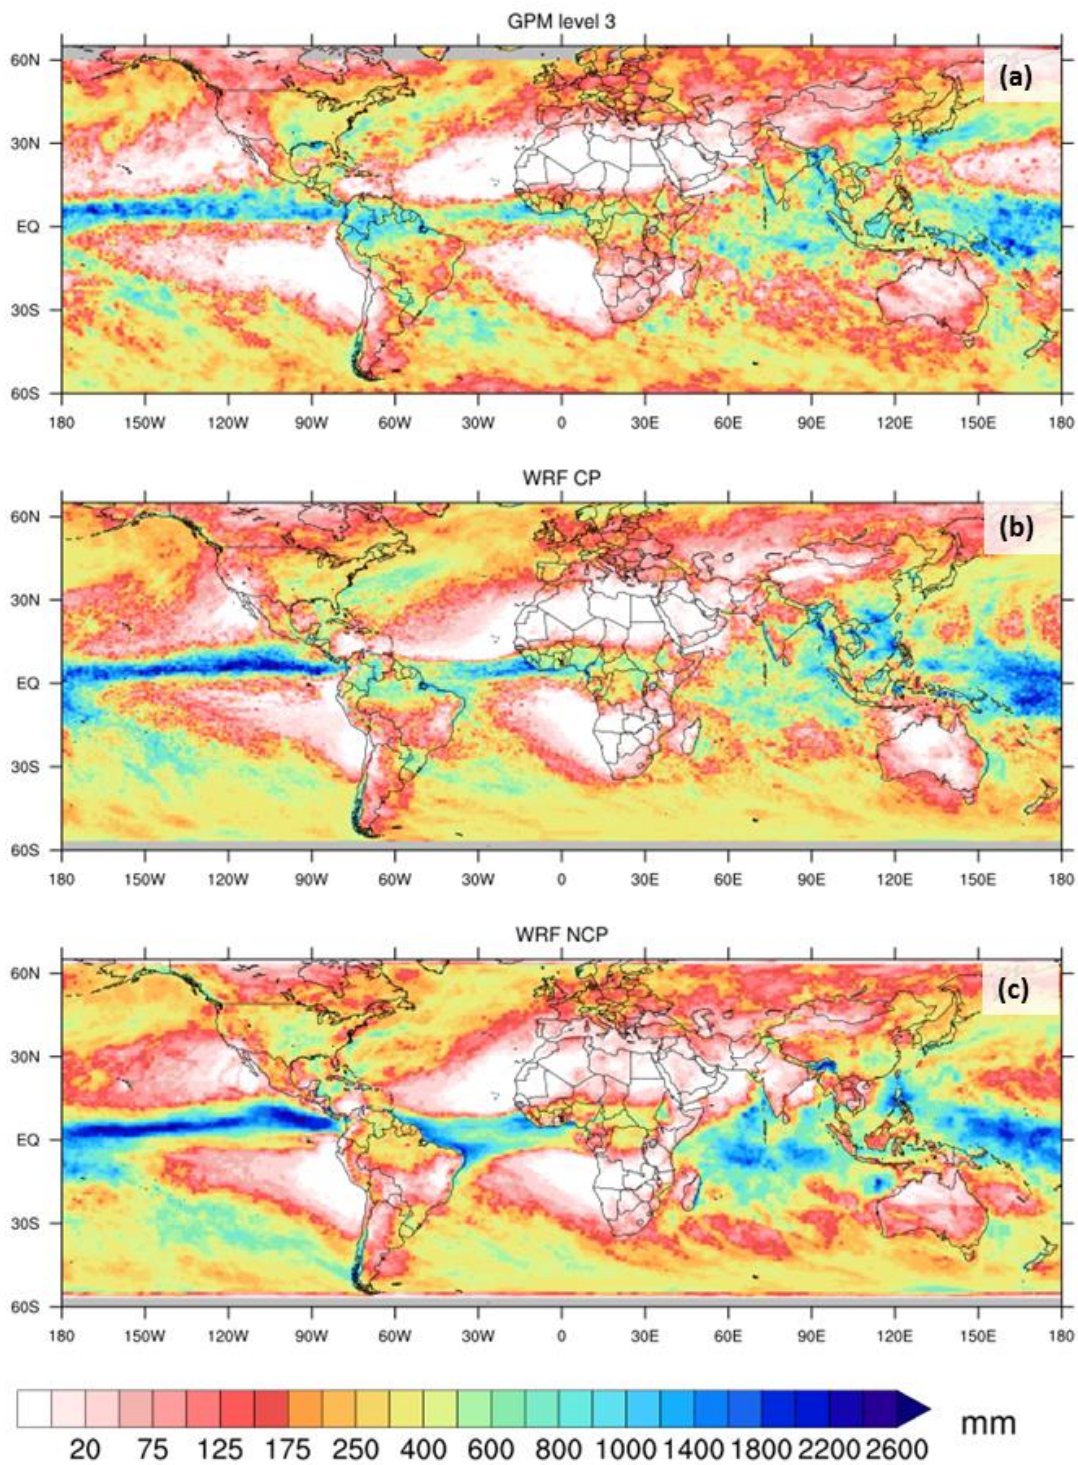 GPM level 3
(a)
60N
30N
EQ
30S
60S
180 150W 120W 90W 60W 30W 0 30E 60E 90E 120E 150E 180
WRF CP
(b)
60N
30N
EQ
30S
60S
180 150W 120W 90W 60W 30W 0 30E 60E 90E 120E 150E 180
WRF NCP
(c)
60N
30N
EQ
30S
60S
180 150W 120W 90W 60W 30W 0 30E 60E 90E 120E 150E 180
20 75 125 175 250 400 600 800 1000 1400 1800 2200 2600 mm